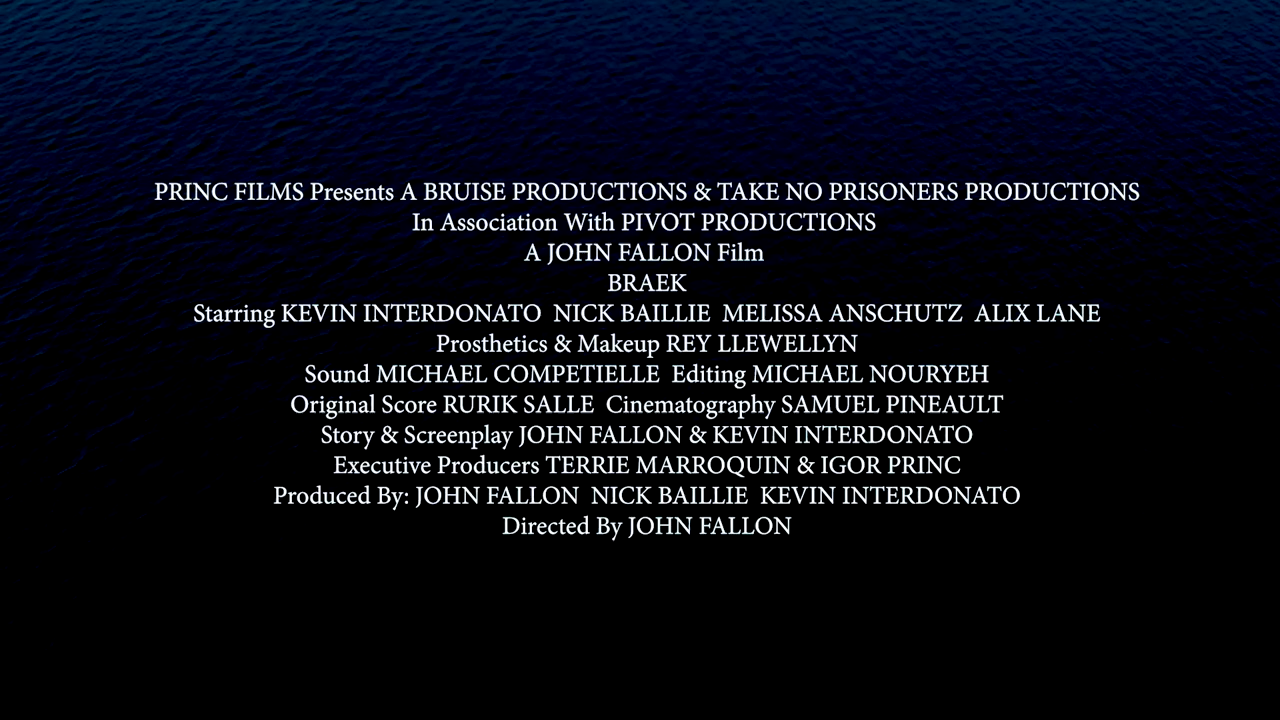 PRINC FILMS Presents A BRUISE PRODUCTIONS & TAKE NO PRISONERS PRODUCTIONS
In Association With PIVOT PRODUCTIONS
A JOHN FALLON Film
BRAEK
Starring KEVIN INTERDONATO NICK BAILLIE MELISSA ANSCHUTZ ALIX LANE
Prosthetics & Makeup REY LLEWELLYN
Sound MICHAEL COMPETIELLE Editing MICHAEL NOURYEH
Original Score RURIK SALLE Cinematography SAMUEL PINEAULT
Story & Screenplay JOHN FALLON & KEVIN INTERDONATO
Executive Producers TERRIE MARROQUIN & IGOR PRINC
Produced By: JOHN FALLON NICK BAILLIE KEVIN INTERDONATO
Directed By JOHN FALLON